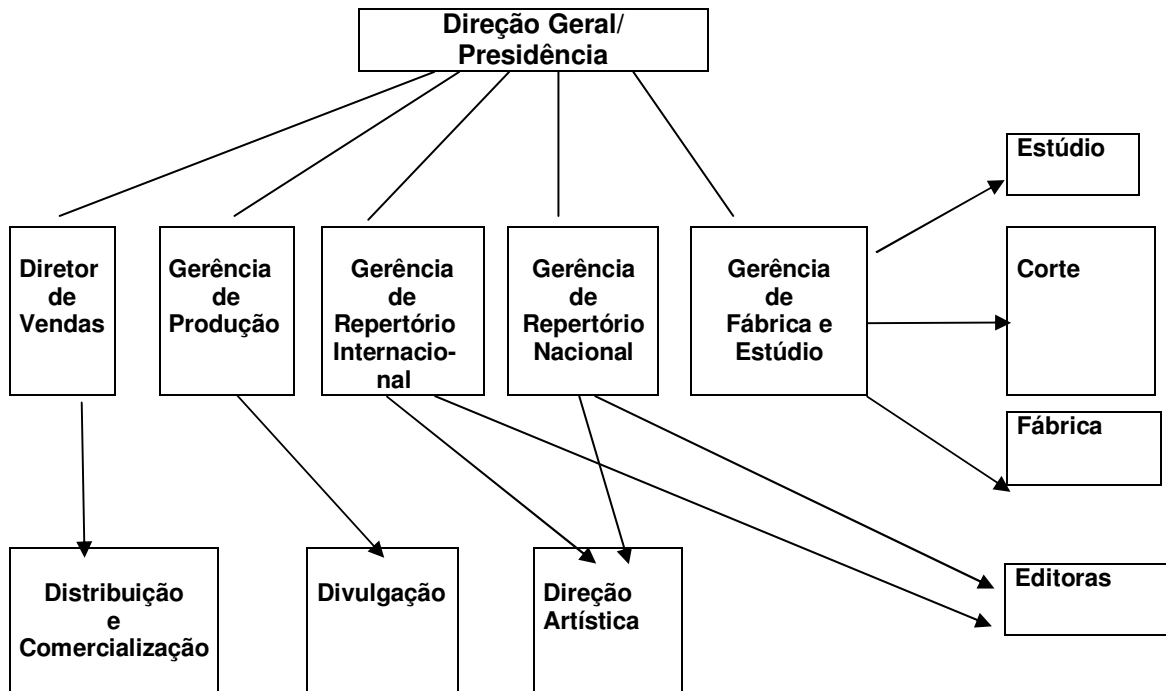 Direção Geral/
Presidência
Estúdio
Diretor
de
Vendas
Gerência
de
Produção
Gerência
de
Repertório
Internacio-
nal
Gerência
de
Repertório
Nacional
Gerência
de
Fábrica e
Estúdio
Corte
Fábrica
Distribuição
e
Comercialização
Divulgação
Direção
Artística
Editoras